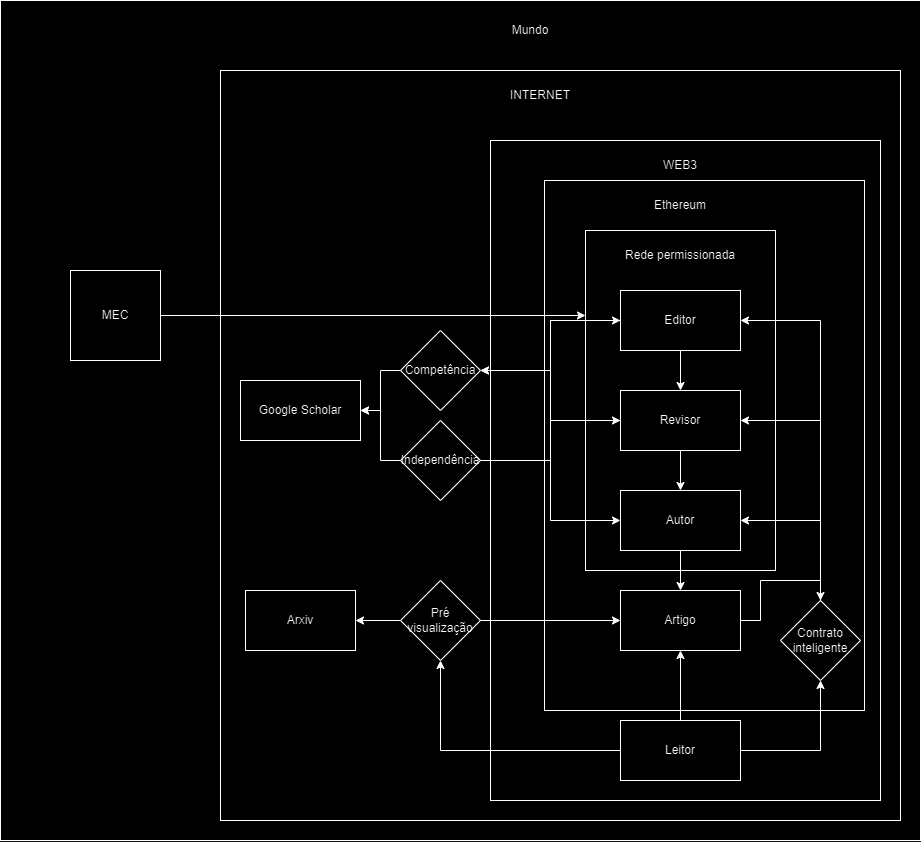 Mundo
INTERNET
WEB3
Ethereum
Rede permissionada
MEC
Editor
Competência
Google Scholar
Revisor
Independência
Autor
Arxiv
Pré
visualização
Artigo
Contrato
inteligente
Leitor